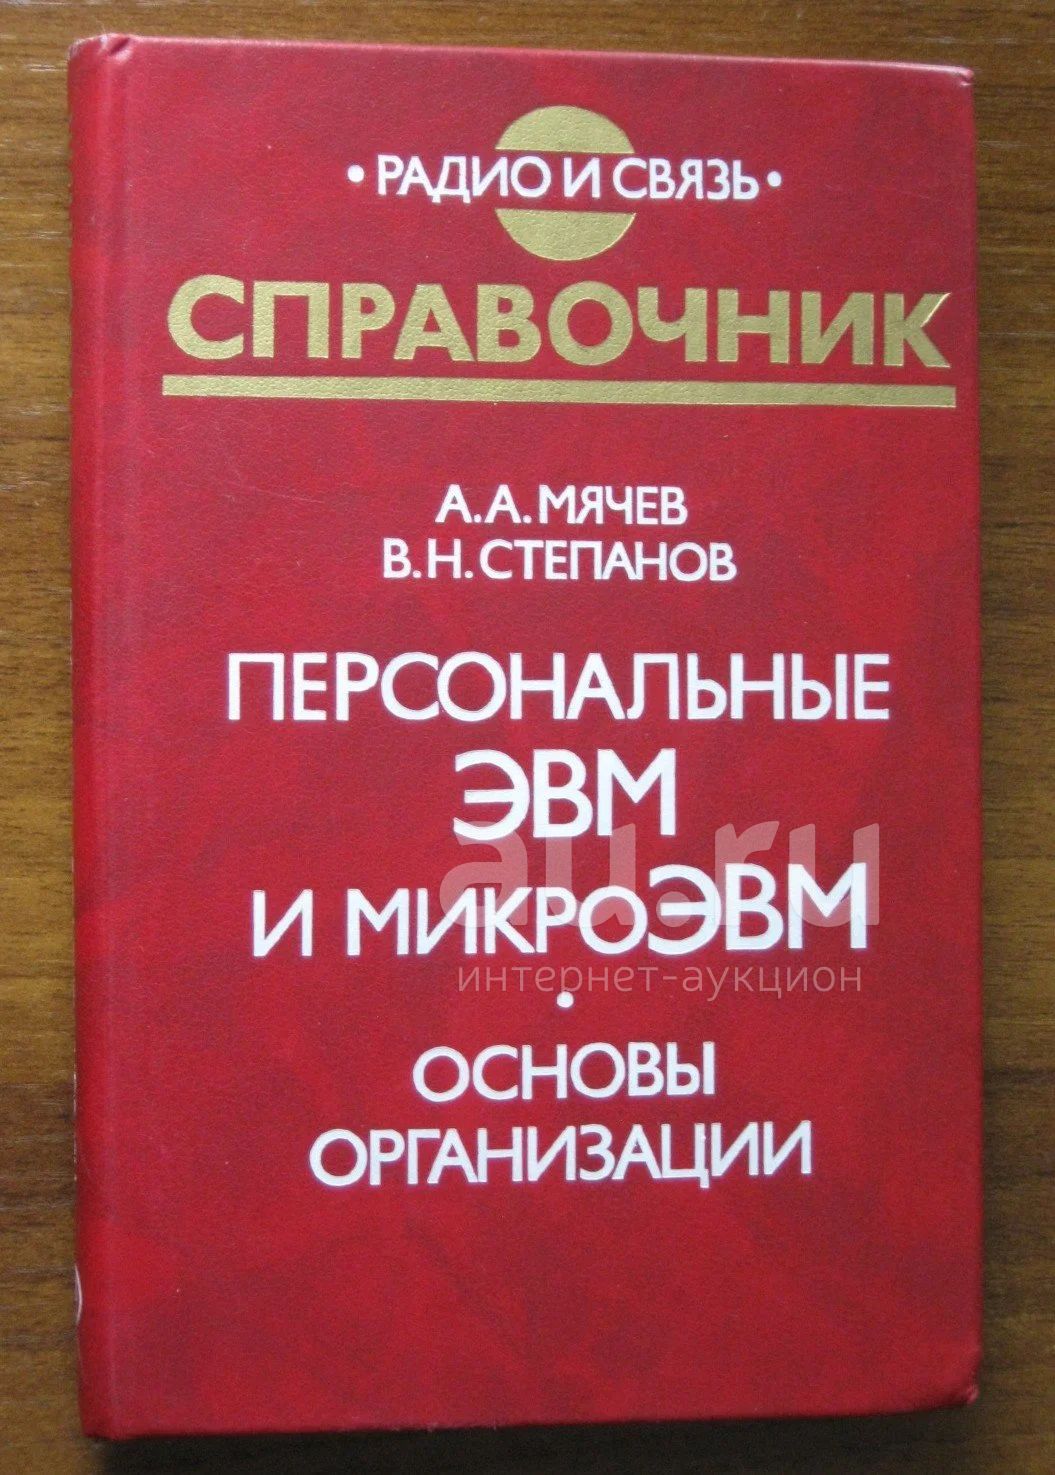 • РАДИО И СВЯЗЬ •
СПРАВОЧНИК
А.А.МЯЧЕВ
В.Н.СТЕПАНОВ
ПЕРСОНАЛЬНЫЕ
ЭВМ
au.ru
И МИКРОЭВМ
интернет-аукцион
•
ОСНОВЫ
ОРГАНИЗАЦИИ